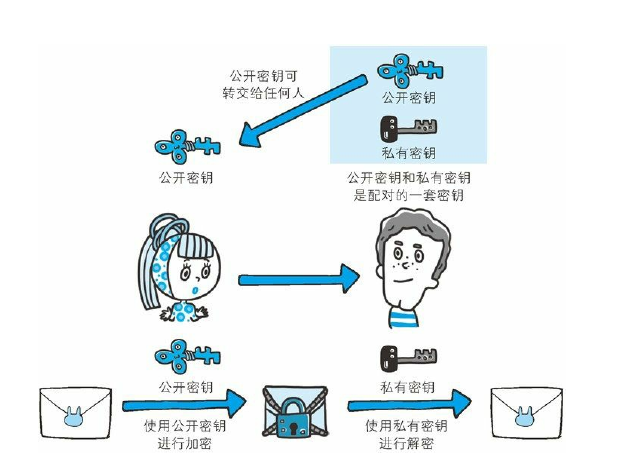 公开密钥可
转交给任何人
公开密钥
私有密钥
公开密钥
公开密钥和私有密钥
是配对的一套密钥
公开密钥
私有密钥
使用公开密钥
进行加密
使用私有密钥
进行解密